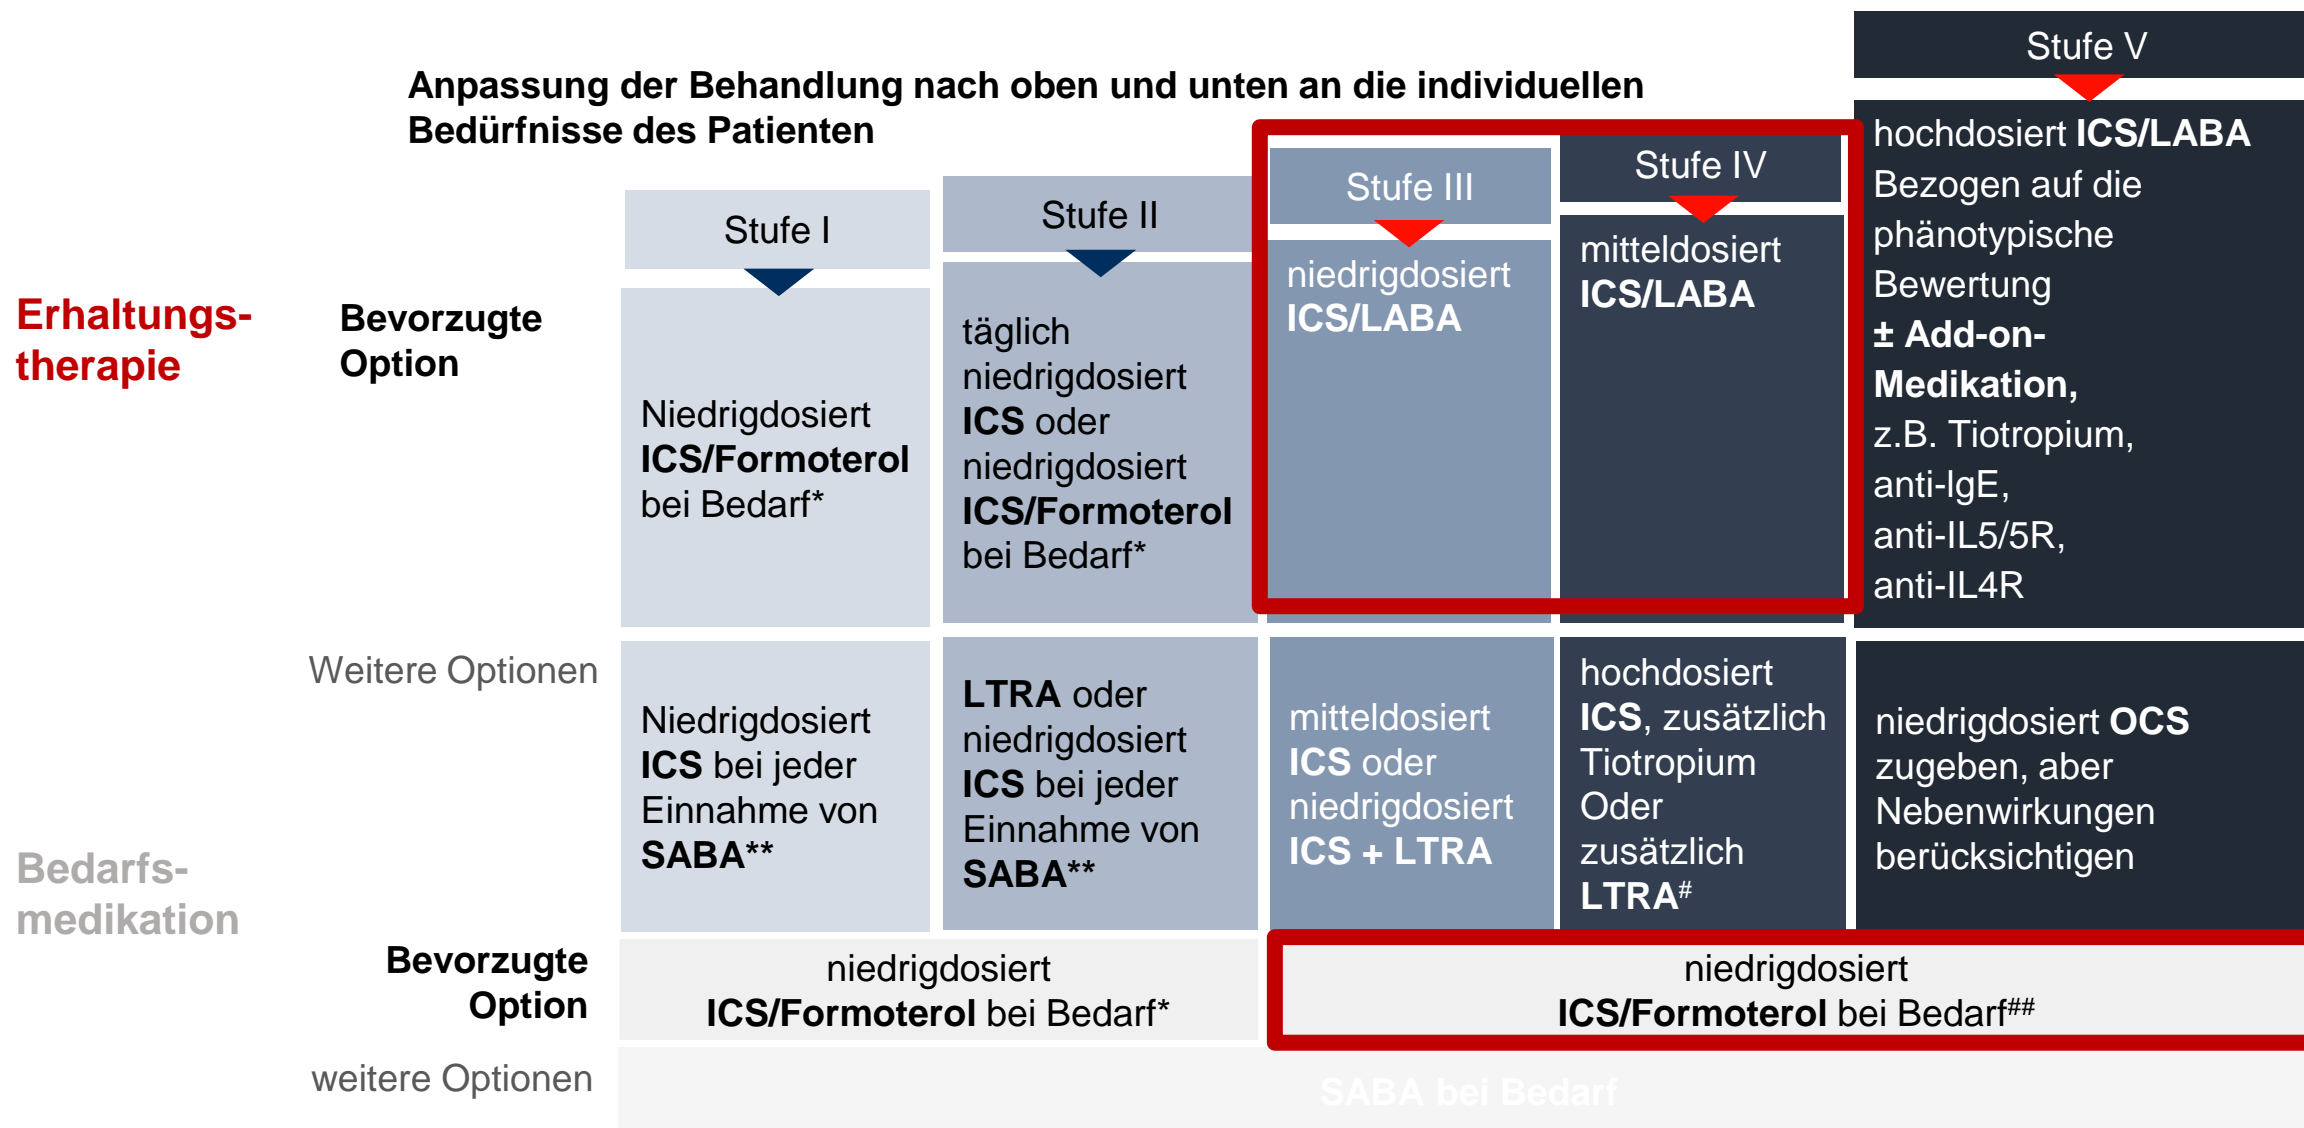 Anpassung der Behandlung nach oben und unten an die individuellen
Bedürfnisse des Patienten
Erhaltungs-
therapie
Bevorzugte
Option
Stufe I
Niedrigdosiert
ICS/Formoterol
bei Bedarf*
Stufe II
täglich
niedrigdosiert
ICS oder
niedrigdosiert
ICS/Formoterol
bei Bedarf*
Stufe III
niedrigdosiert
ICS/LABA
Stufe IV
mitteldosiert
ICS/LABA
Stufe V
hochdosiert ICS/LABA
Bezogen auf die
phänotypische
Bewertung
± Add-on-
Medikation,
z.B. Tiotropium,
anti-IgE,
anti-IL5/5R,
anti-IL4R
Weitere Optionen
Niedrigdosiert
ICS bei jeder
Einnahme von
SABA**
LTRA oder
niedrigdosiert
ICS bei jeder
Einnahme von
SABA**
mitteldosiert
ICS oder
niedrigdosiert
ICS + LTRA
hochdosiert
ICS, zusätzlich
Tiotropium
Oder
zusätzlich
LTRA#
niedrigdosiert OCS
zugeben, aber
Nebenwirkungen
berücksichtigen
Bedarfs-
medikation
Bevorzugte
Option
niedrigdosiert
ICS/Formoterol bei Bedarf*
niedrigdosiert
ICS/Formoterol bei Bedarf##
weitere Optionen
SABA bei Bedarf